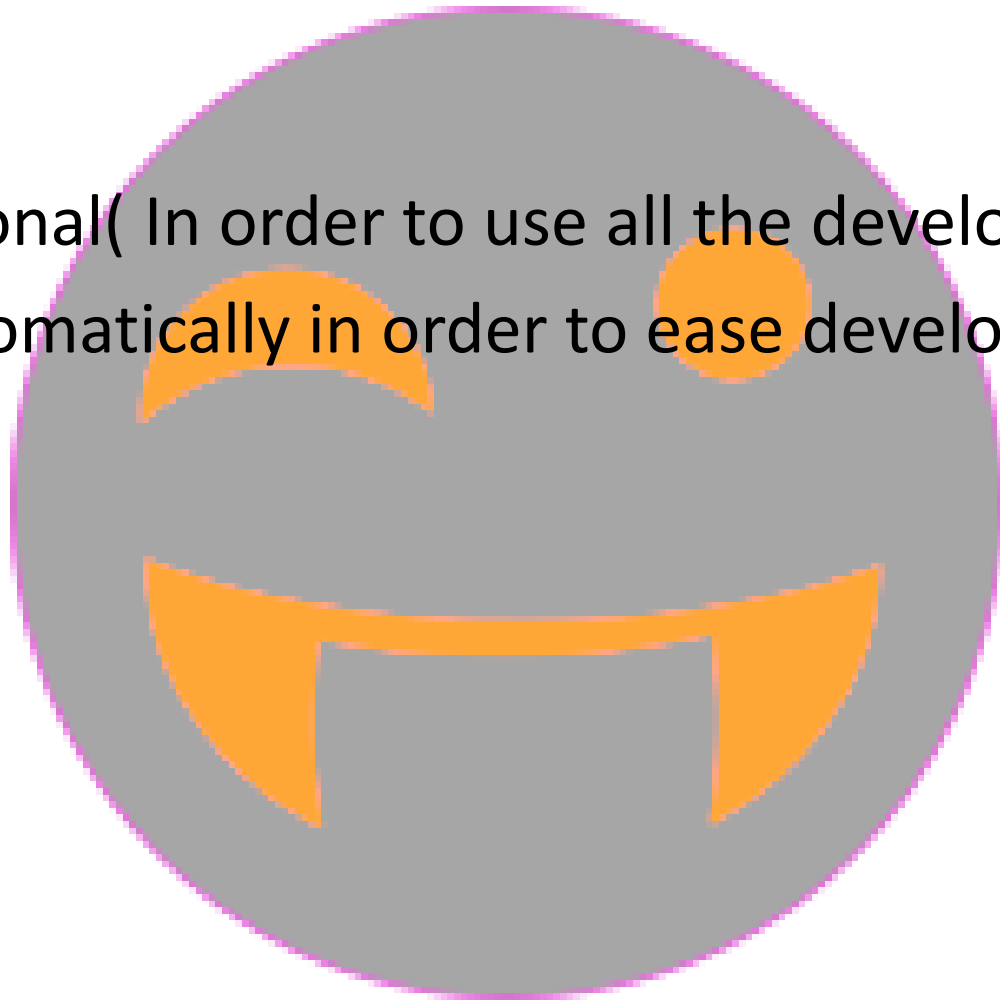 onal( In order to use all the develo
omatically in order to ease develo